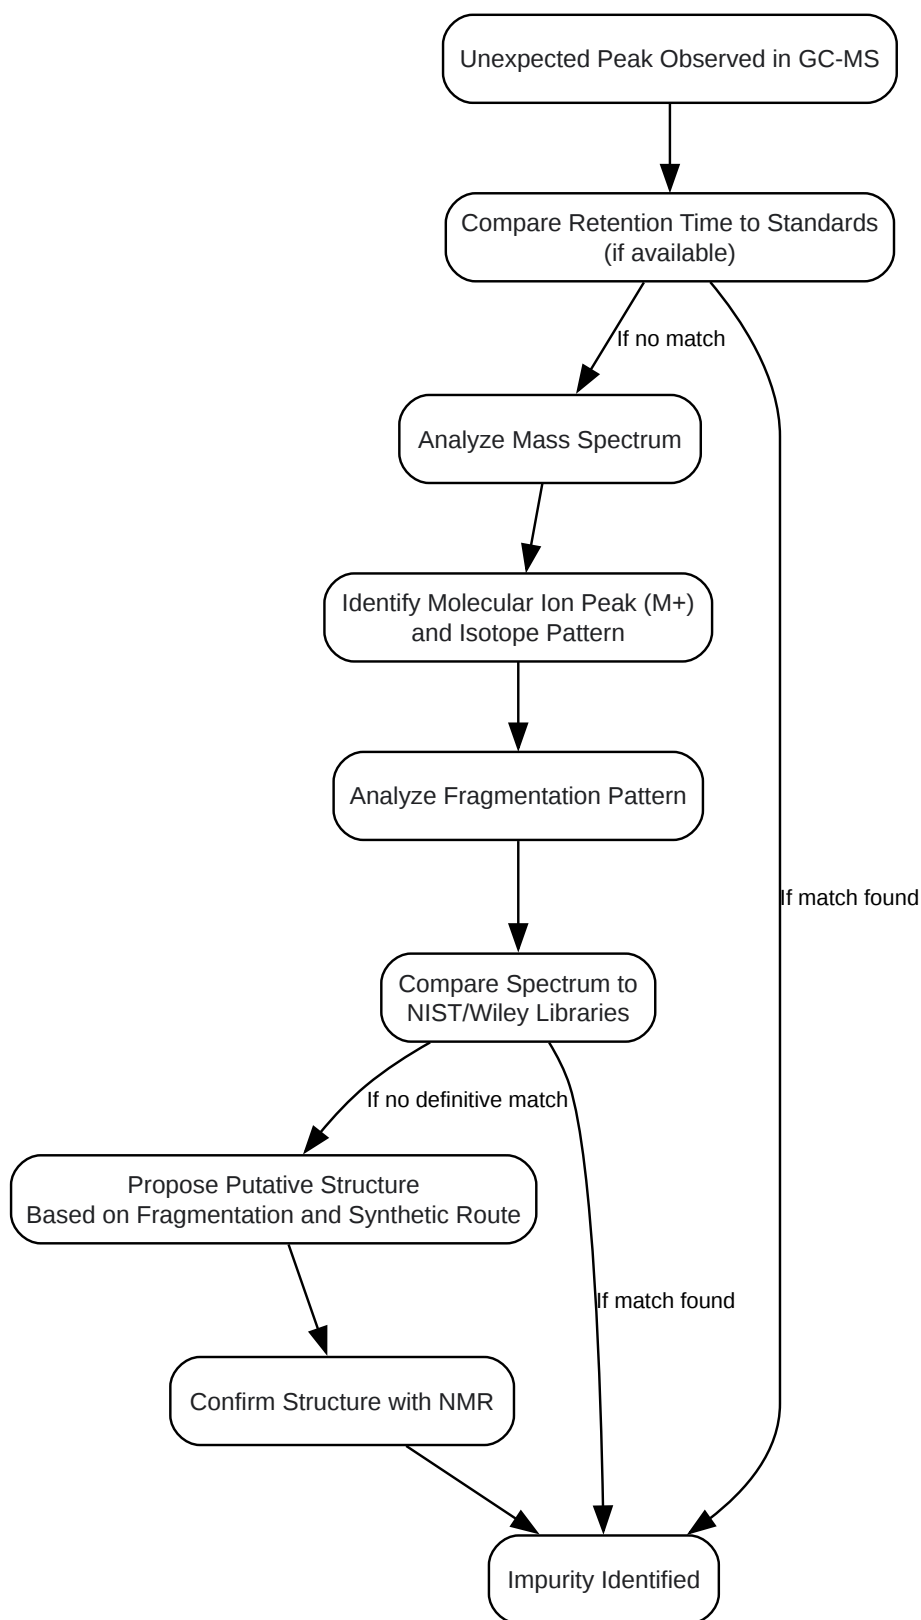 Unexpected Peak Observed in GC-MS
Compare Retention Time to Standards
(if available)
If no match
Analyze Mass Spectrum
Identify Molecular Ion Peak (M+)
and Isotope Pattern
Analyze Fragmentation Pattern
If match found
Compare Spectrum to
NIST/Wiley Libraries
If no definitive match
Propose Putative Structure
Based on Fragmentation and Synthetic Route
If match found
Confirm Structure with NMR
Impurity Identified